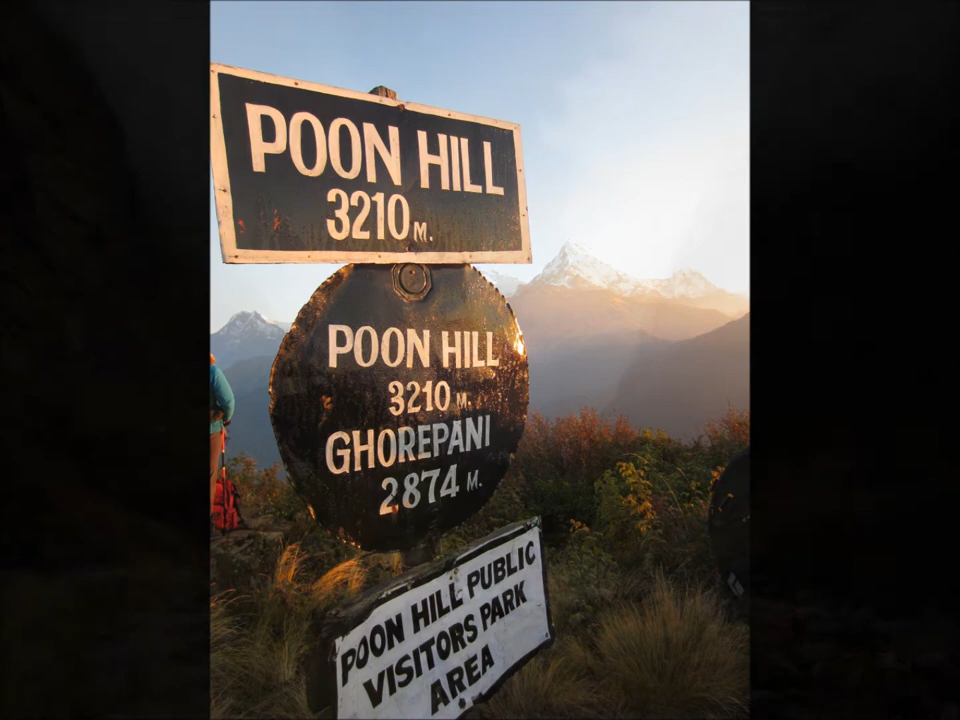 POON HILL
3210 M.
POON HILL
3210 M.
GHOREPANI
2874 M.
POON HILL PUBLIC
VISITORS PARK
AREA